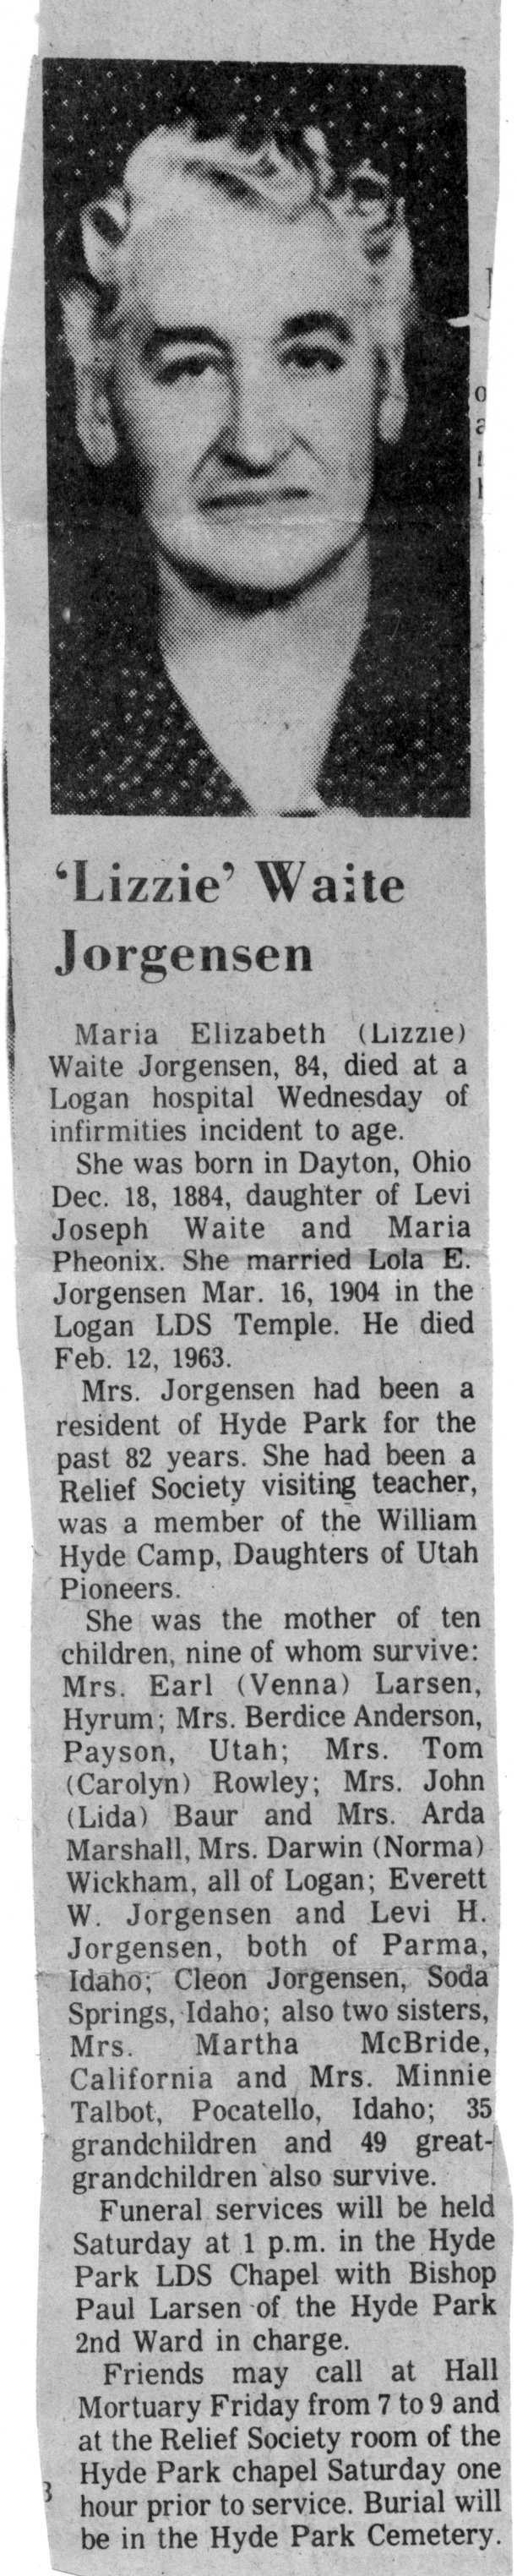 ‘Lizzie’ Waite
Jorgensen
Maria Elizabeth (Lizzie)
Waite Jorgensen, 84, died at a
Logan hospital Wednesday of
infirmities incident to age.
She was born in Dayton, Ohio
Dec. 18, 1884, daughter of Levi
Joseph Waite and Maria
Pheonix. She married Lola E.
Jorgensen Mar. 16, 1904 in the
Logan LDS Temple. He died
Feb. 12, 1963.
Mrs. Jorgensen had been a
resident of Hyde Park for the
past 82 years. She had been a
Relief Society visiting teacher,
was a member of the William
Hyde Camp, Daughters of Utah
Pioneers.
She was the mother of ten
children, nine of whom survive:
Mrs. Earl (Venna) Larsen,
Hyrum; Mrs. Berdice Anderson,
Payson, Utah; Mrs. Tom
(Carolyn) Rowley; Mrs. John
(Lida) Baur and Mrs. Arda
Marshall, Mrs. Darwin (Norma)
Wickham, all of Logan; Everett
W. Jorgensen and Levi H.
Jorgensen, both of Parma,
Idaho; Cleon Jorgensen, Soda
Springs, Idaho; also two sisters,
Mrs. Martha McBride,
California and Mrs. Minnie
Talbot, Pocatello, Idaho; 35
grandchildren and 49 great-
grandchildren also survive.
Funeral services will be held
Saturday at 1 p.m. in the Hyde
Park LDS Chapel with Bishop
Paul Larsen of the Hyde Park
2nd Ward in charge.
Friends may call at Hall
Mortuary Friday from 7 to 9 and
at the Relief Society room of the
Hyde Park chapel Saturday one
hour prior to service. Burial will
be in the Hyde Park Cemetery.